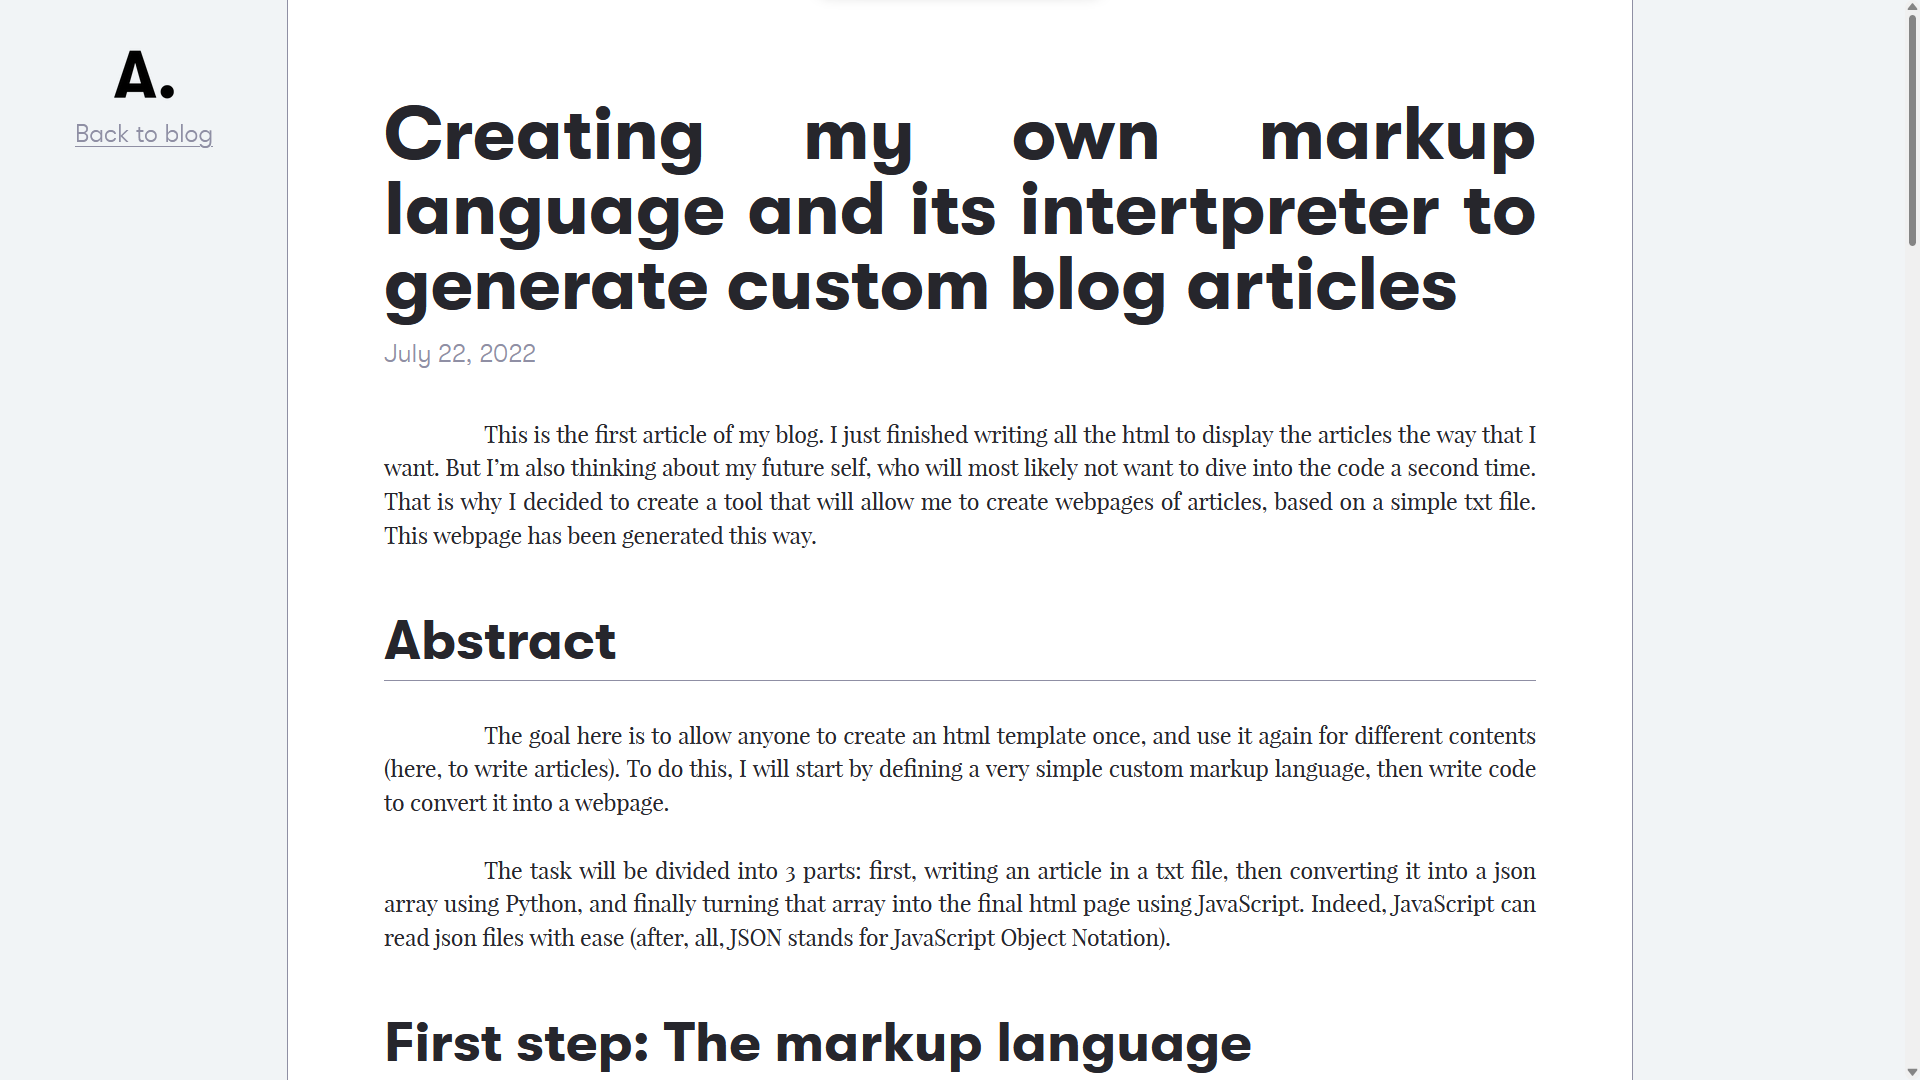 A.
Back to blog
Creating my own markup
language and its intertpreter to
generate custom blog articles
July 22, 2022
This is the first article of my blog. I just finished writing all the html to display the articles the way that I
want. But I’m also thinking about my future self, who will most likely not want to dive into the code a second time.
That is why I decided to create a tool that will allow me to create webpages of articles, based on a simple txt file.
This webpage has been generated this way.
Abstract
The goal here is to allow anyone to create an html template once, and use it again for different contents
(here, to write articles). To do this, I will start by defining a very simple custom markup language, then write code
to convert it into a webpage.
The task will be divided into 3 parts: first, writing an article in a txt file, then converting it into a json
array using Python, and finally turning that array into the final html page using JavaScript. Indeed, JavaScript can
read json files with ease (after, all, JSON stands for JavaScript Object Notation).
First step: The markup language